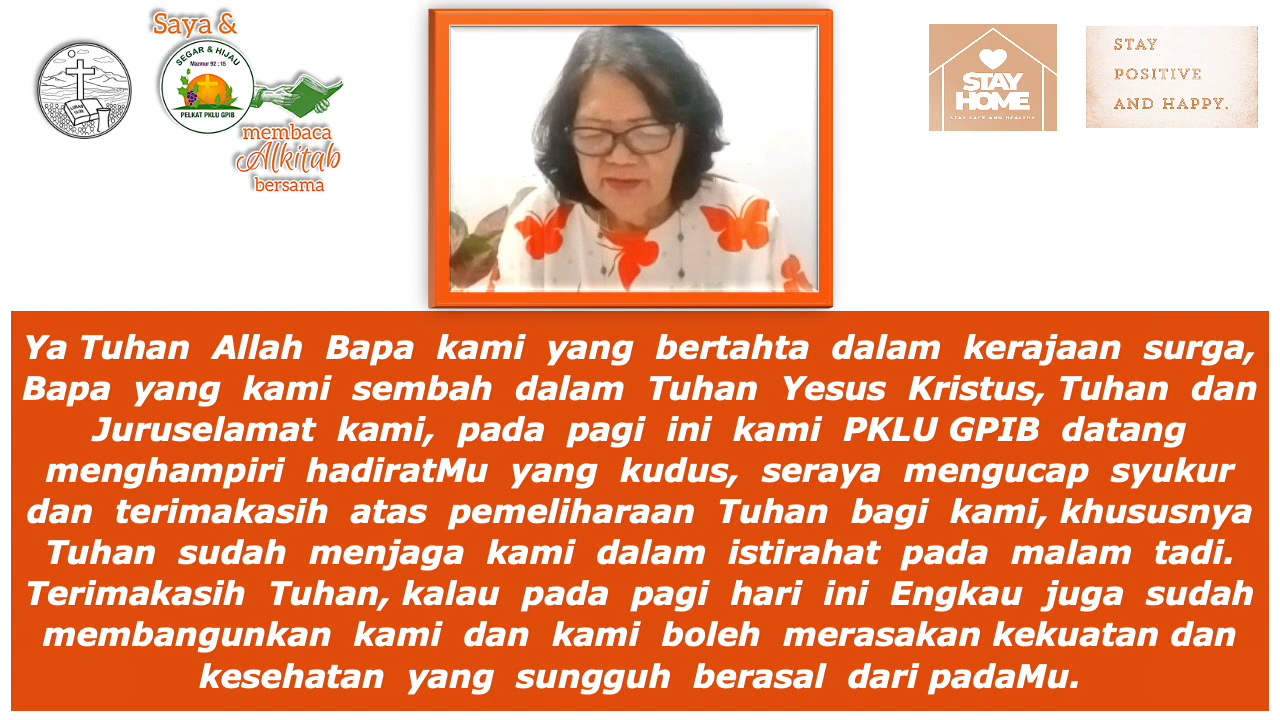 Saya &
SEGAR & HIJAU
Mazmur 92 : 15
PELKAT PKLU GPIB
membaca
Alkitab
bersama
STAY
HOME
STAY SAFE AND HEALTHY
STAY
POSITIVE
AND HAPPY.
Ya Tuhan Allah Bapa kami yang bertahta dalam kerajaan surga,
Bapa yang kami sembah dalam Tuhan Yesus Kristus, Tuhan dan
Juruselamat kami, pada pagi ini kami PKLU GPIB datang
menghampiri hadiratMu yang kudus, seraya mengucap syukur
dan terimakasih atas pemeliharaan Tuhan bagi kami, khususnya
Tuhan sudah menjaga kami dalam istirahat pada malam tadi.
Terimakasih Tuhan, kalau pada pagi hari ini Engkau juga sudah
membangunkan kami dan kami boleh merasakan kekuatan dan
kesehatan yang sungguh berasal dari padaMu.